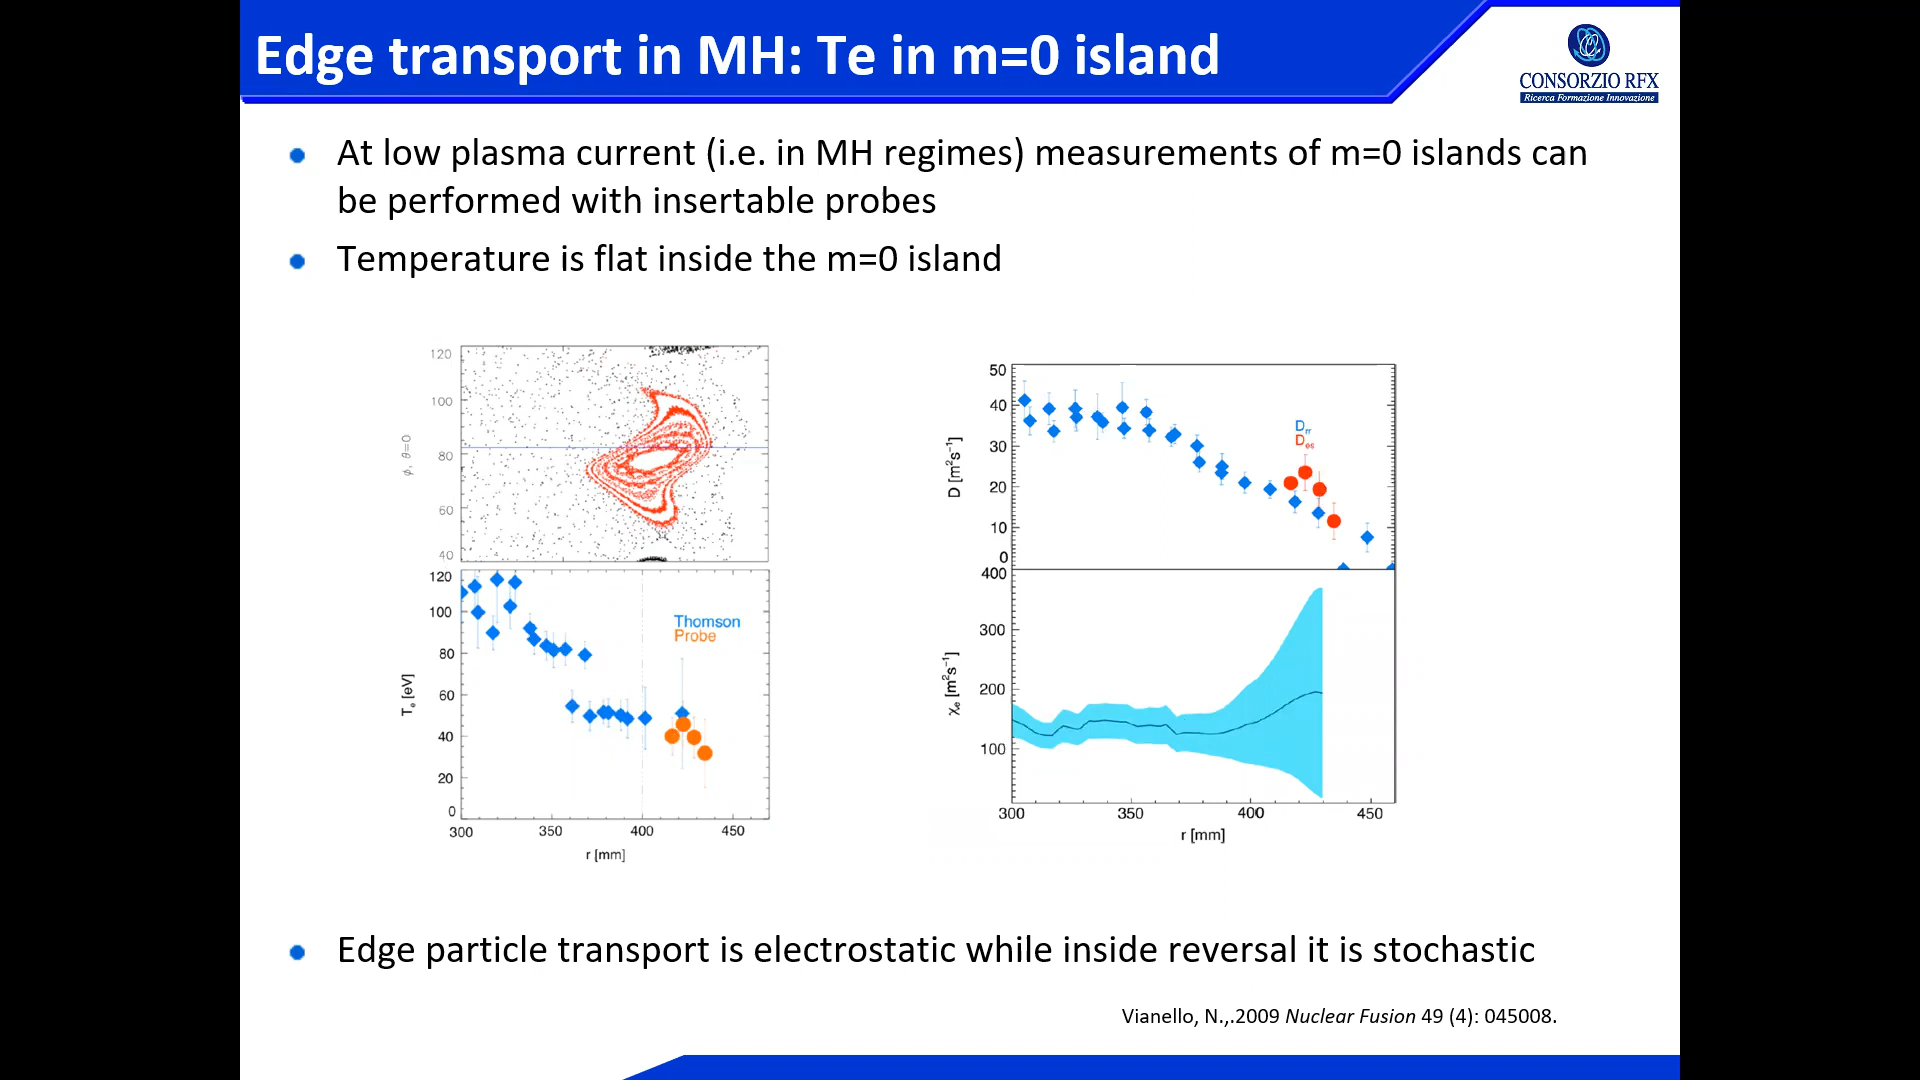 Edge transport in MH: Te in m=0 island
CONSORZIO RFX
Ricerca Formazione Innovazione
At low plasma current (i.e. in MH regimes) measurements of m=0 islands can
be performed with insertable probes
Temperature is flat inside the m=0 island
120
100
80
60
40
ϕ, θ=0
120
100
80
60
40
20
0
Te [eV]
Thomson
Probe
300 350 400 450
r [mm]
50
40
30
20
10
0
D [m²s⁻¹]
Drr
Des
400
300
200
100
χe [m²s⁻¹]
300 350 400 450
r [mm]
Edge particle transport is electrostatic while inside reversal it is stochastic
Vianello, N.,.2009 Nuclear Fusion 49 (4): 045008.